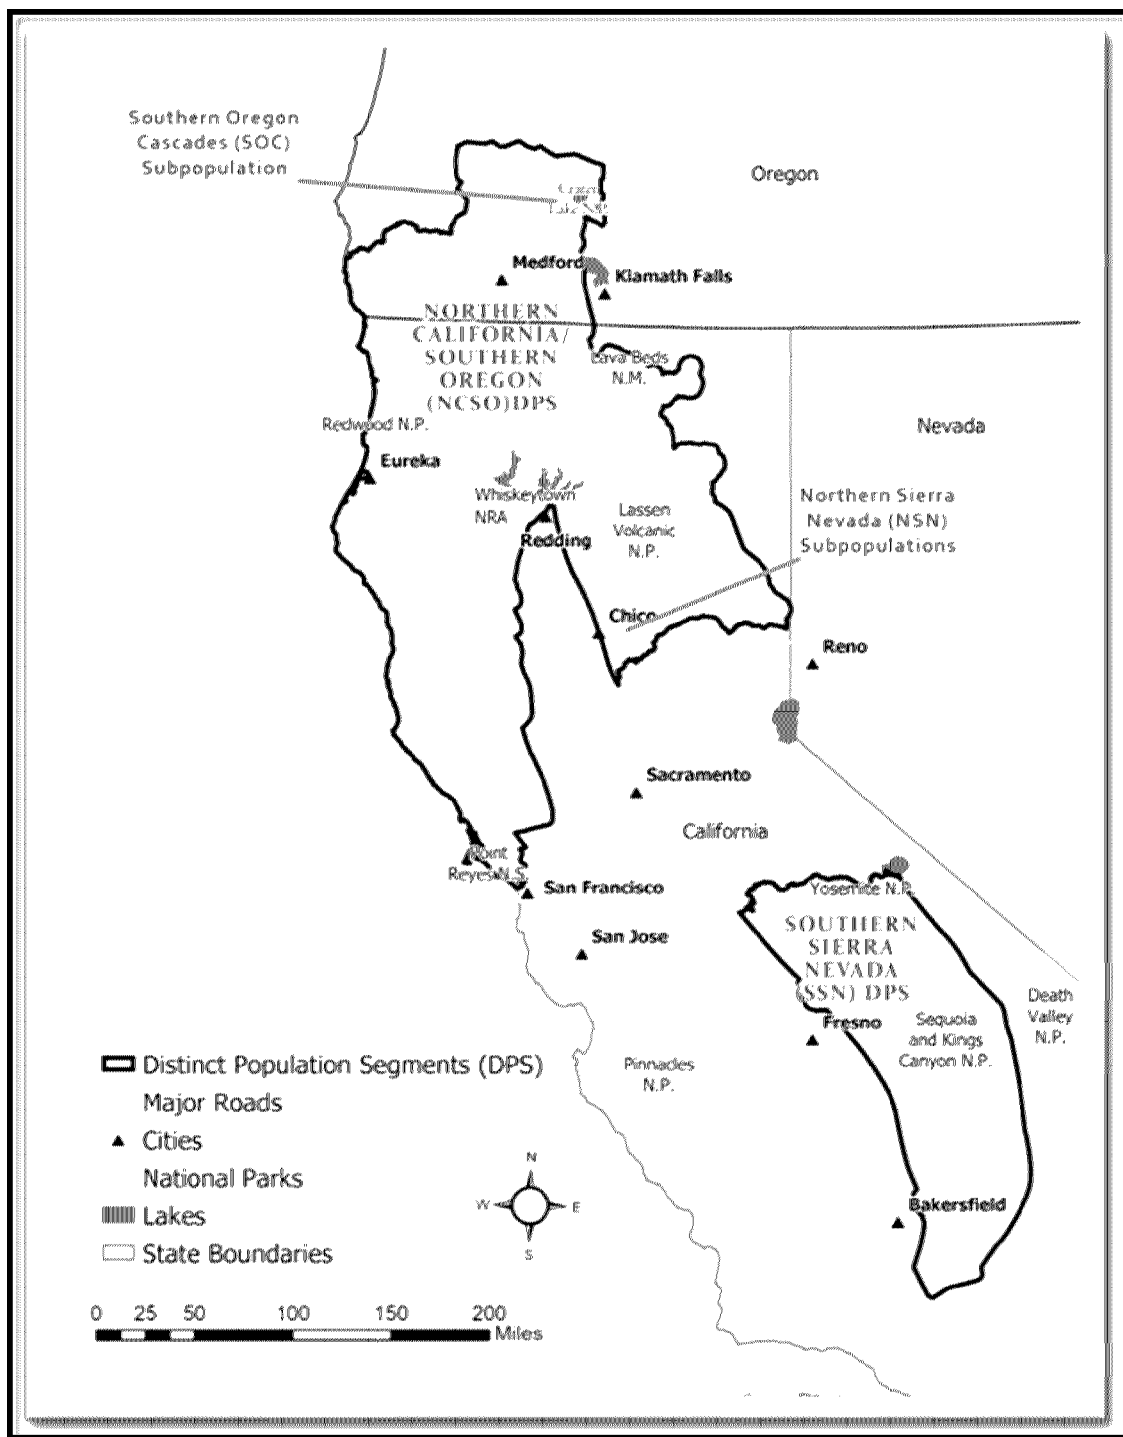 Southern Oregon
Cascades (SOC)
Subpopulation
Oregon
Crater
Lake N.P.
Medford
Klamath Falls
NORTHERN
CALIFORNIA/
SOUTHERN
OREGON
(NCSO)DPS
Lava Beds
N.M.
Redwood N.P.
Nevada
Eureka
Whiskeytown
NRA
Redding
Lassen
Volcanic
N.P.
Northern Sierra
Nevada (NSN)
Subpopulations
Chico
Reno
Sacramento
California
Point
Reyes N.S.
San Francisco
San Jose
Yosemite N.P.
SOUTHERN
SIERRA
NEVADA
(SSN) DPS
Fresno
Sequoia
and Kings
Canyon N.P.
Death
Valley
N.P.
Pinnacles
N.P.
Bakersfield
Distinct Population Segments (DPS)
Major Roads
Cities
National Parks
Lakes
State Boundaries
N
W
E
S
0 25 50 100 150 200
Miles